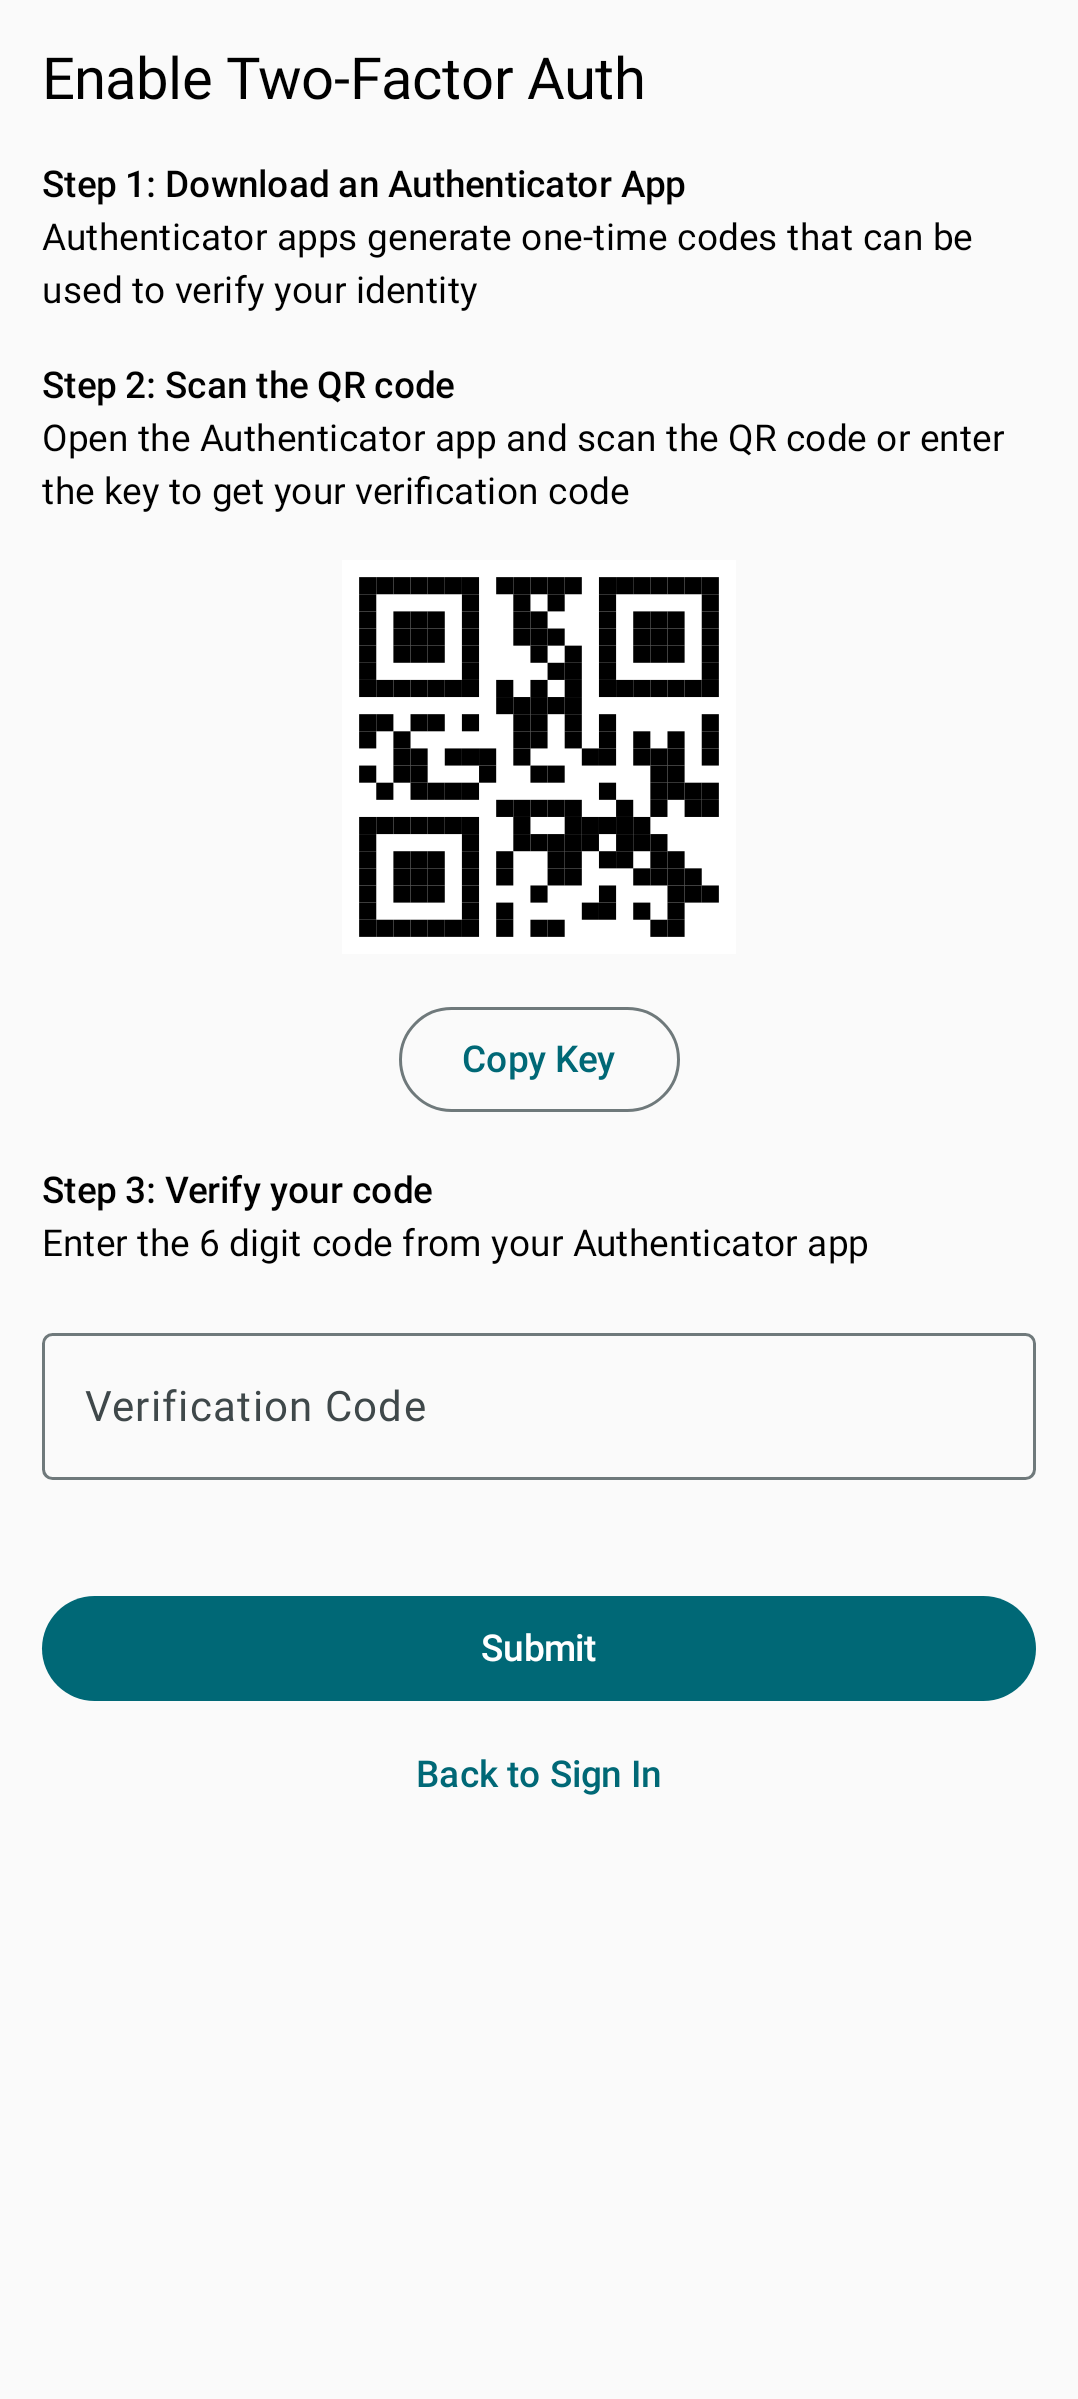 Enable Two-Factor Auth
Step 1: Download an Authenticator App
Authenticator apps generate one-time codes that can be
used to verify your identity
Step 2: Scan the QR code
Open the Authenticator app and scan the QR code or enter
the key to get your verification code
Copy Key
Step 3: Verify your code
Enter the 6 digit code from your Authenticator app
Verification Code
Submit
Back to Sign In